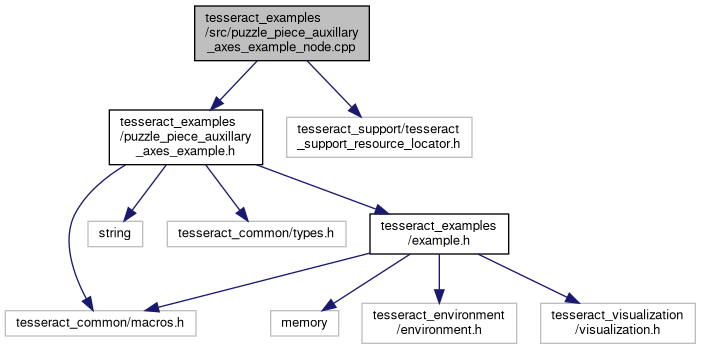 tesseract_examples
/src/puzzle_piece_auxillary
_axes_example_node.cpp
tesseract_examples
/puzzle_piece_auxillary
_axes_example.h
tesseract_support/tesseract
_support_resource_locator.h
string
tesseract_common/types.h
tesseract_examples
/example.h
tesseract_common/macros.h
memory
tesseract_environment
/environment.h
tesseract_visualization
/visualization.h